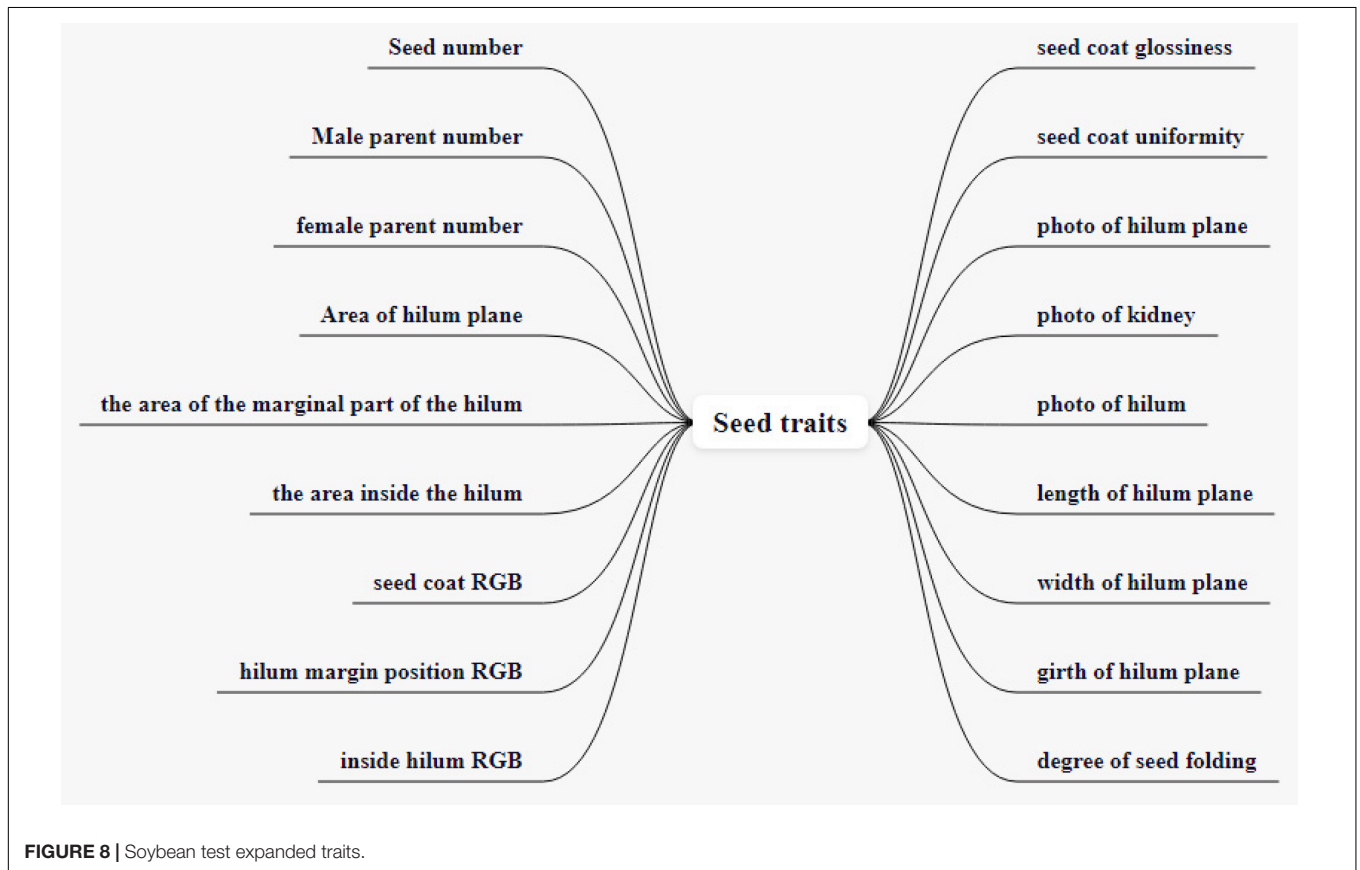 Seed number
Male parent number
female parent number
Area of hilum plane
the area of the marginal part of the hilum
the area inside the hilum
seed coat RGB
hilum margin position RGB
inside hilum RGB
Seed traits
seed coat glossiness
seed coat uniformity
photo of hilum plane
photo of kidney
photo of hilum
length of hilum plane
width of hilum plane
girth of hilum plane
degree of seed folding
FIGURE 8 | Soybean test expanded traits.